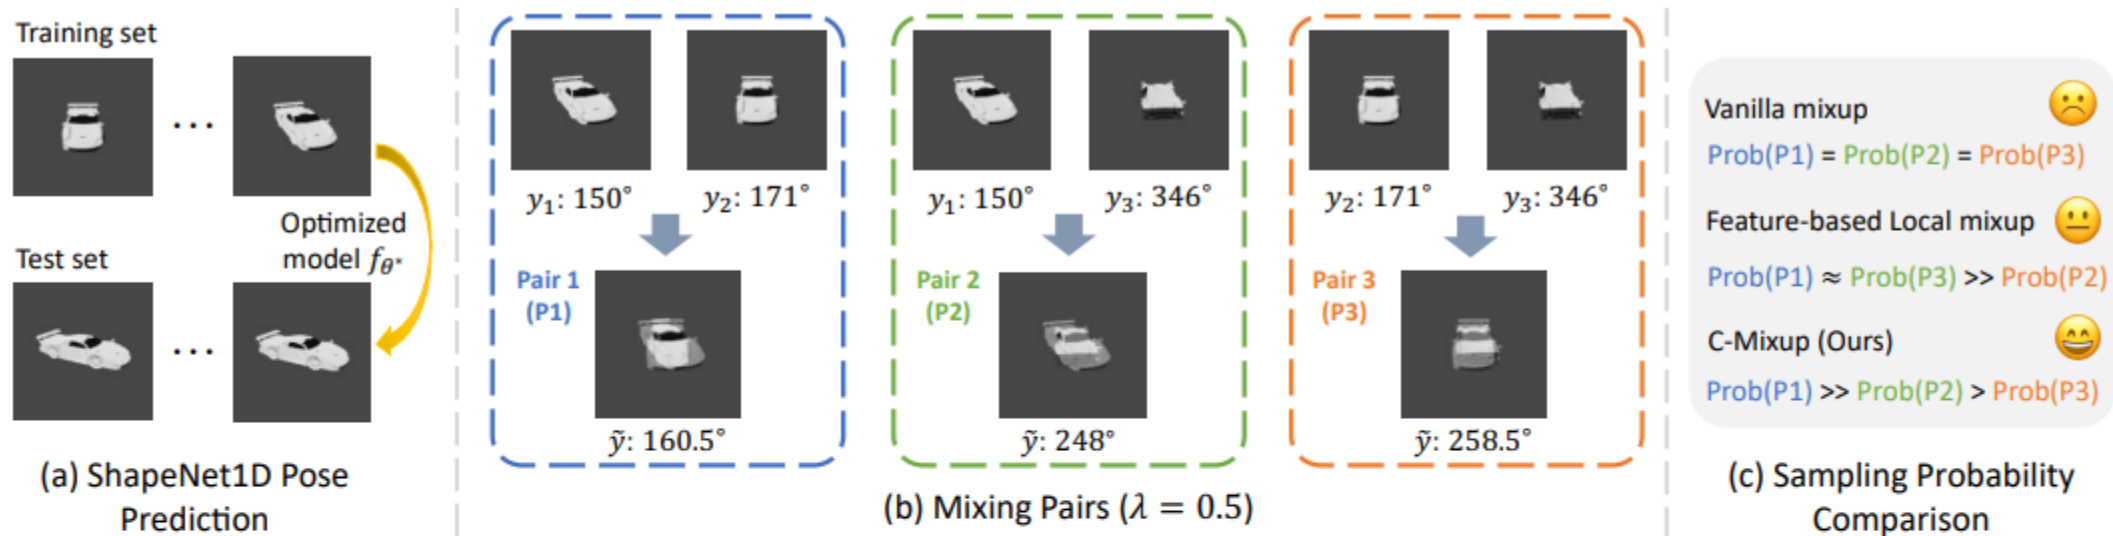 Training set
...
Optimized
model f_θ*
Test set
...
(a) ShapeNet1D Pose
Prediction
y₁: 150°
y₂: 171°
Pair 1
(P1)
ỹ: 160.5°
y₁: 150°
y₃: 346°
Pair 2
(P2)
ỹ: 248°
y₂: 171°
y₃: 346°
Pair 3
(P3)
ỹ: 258.5°
(b) Mixing Pairs (λ = 0.5)
Vanilla mixup
Prob(P1) = Prob(P2) = Prob(P3)
Feature-based Local mixup
Prob(P1) ≈ Prob(P3) >> Prob(P2)
C-Mixup (Ours)
Prob(P1) >> Prob(P2) > Prob(P3)
(c) Sampling Probability
Comparison